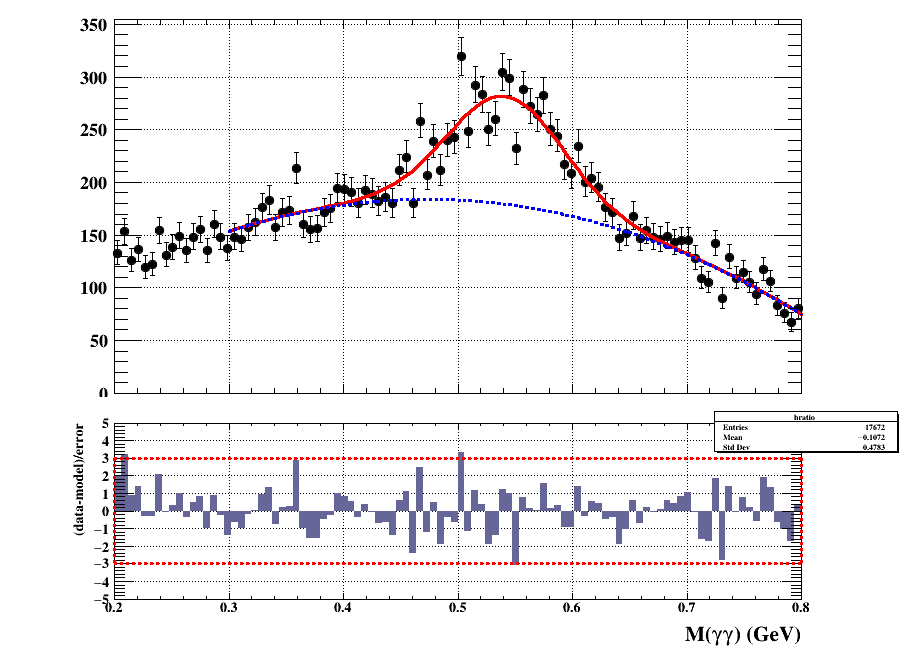 350
300
250
200
150
100
50
0
hratio
Entries 17672
Mean −0.1072
Std Dev 0.4783
(data-model)/error
5
4
3
2
1
0
−1
−2
−3
−4
−5
0.2 0.3 0.4 0.5 0.6 0.7 0.8
M(γγ) (GeV)